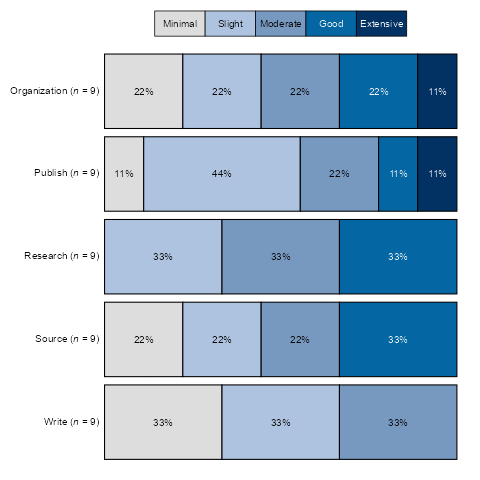 Minimal Slight Moderate Good Extensive
Organization (n = 9) 22% 22% 22% 22% 11%
Publish (n = 9) 11% 44% 22% 11% 11%
Research (n = 9) 33% 33% 33%
Source (n = 9) 22% 22% 22% 33%
Write (n = 9) 33% 33% 33%